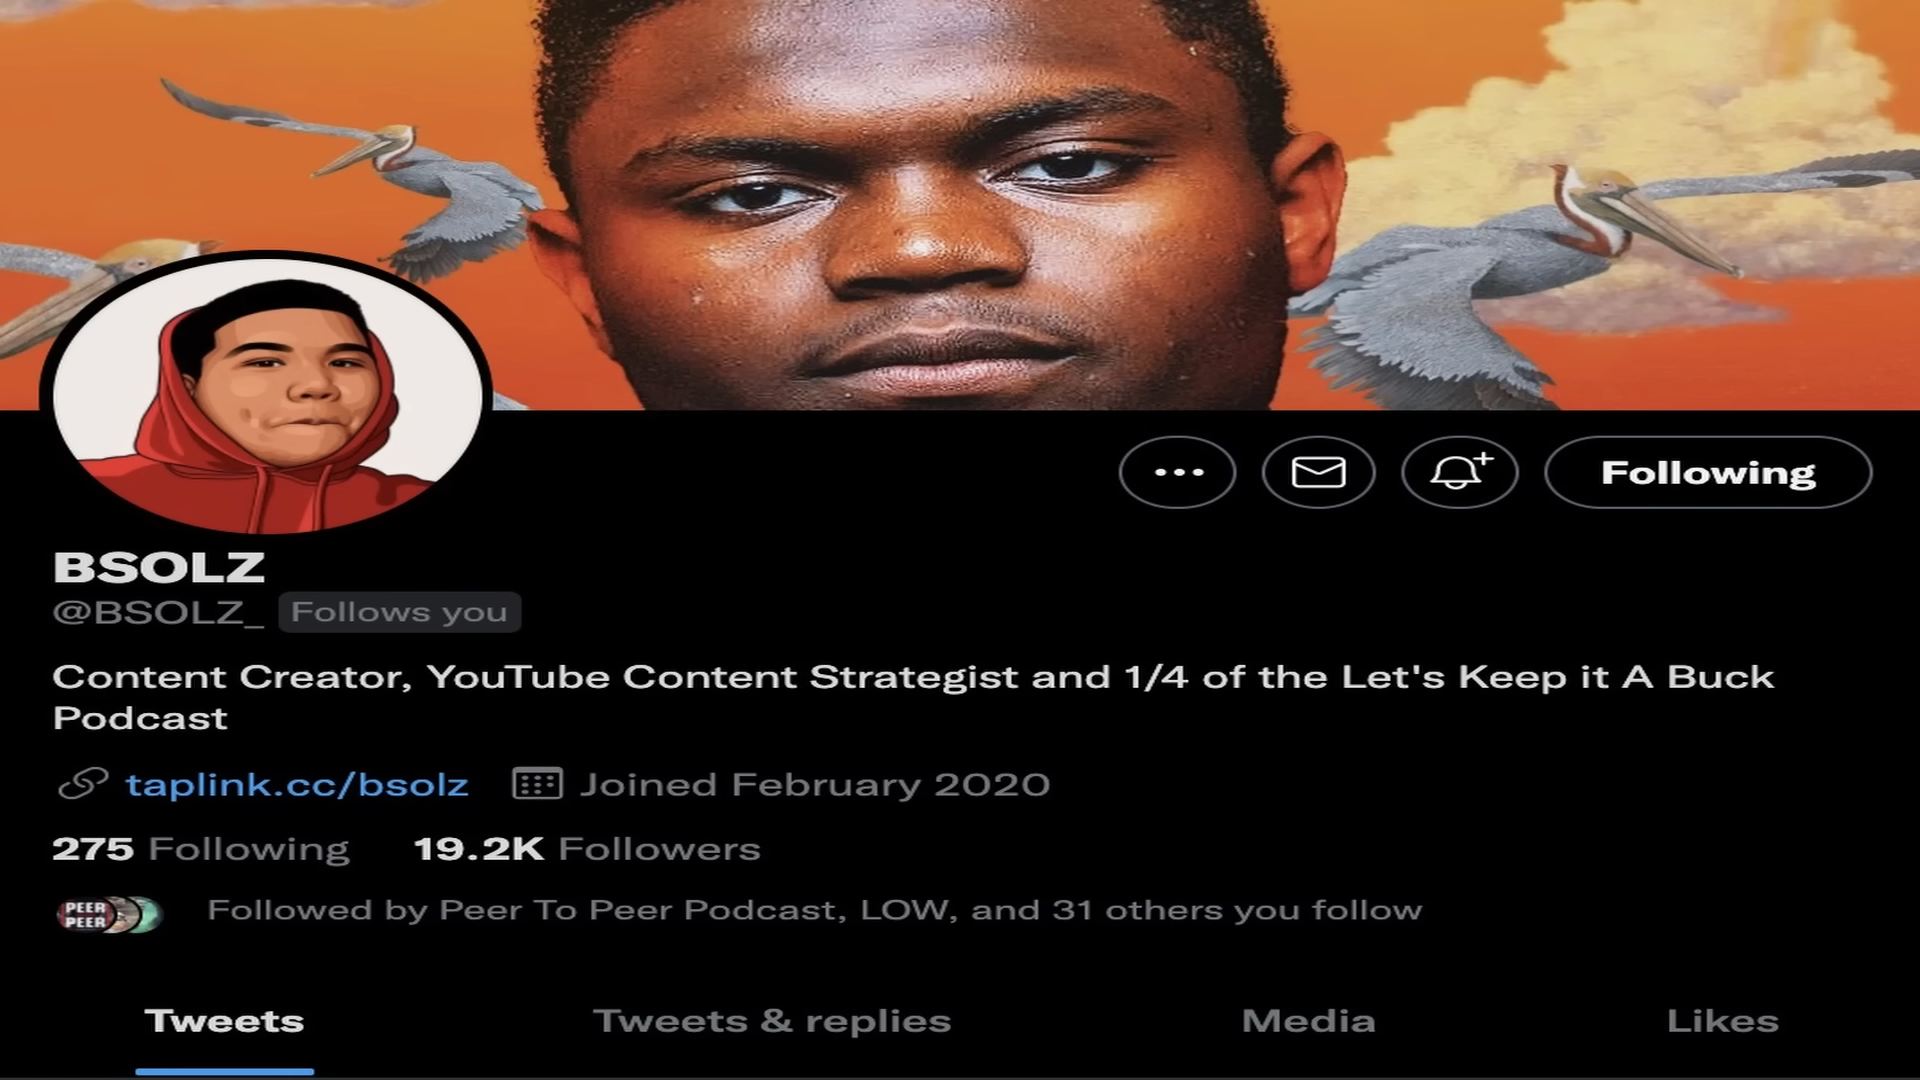 Following
BSOLZ
@BSOLZ_ Follows you
Content Creator, YouTube Content Strategist and 1/4 of the Let's Keep it A Buck
Podcast
taplink.cc/bsolz Joined February 2020
275 Following 19.2K Followers
PEER
PEER
Followed by Peer To Peer Podcast, LOW, and 31 others you follow
Tweets Tweets & replies Media Likes